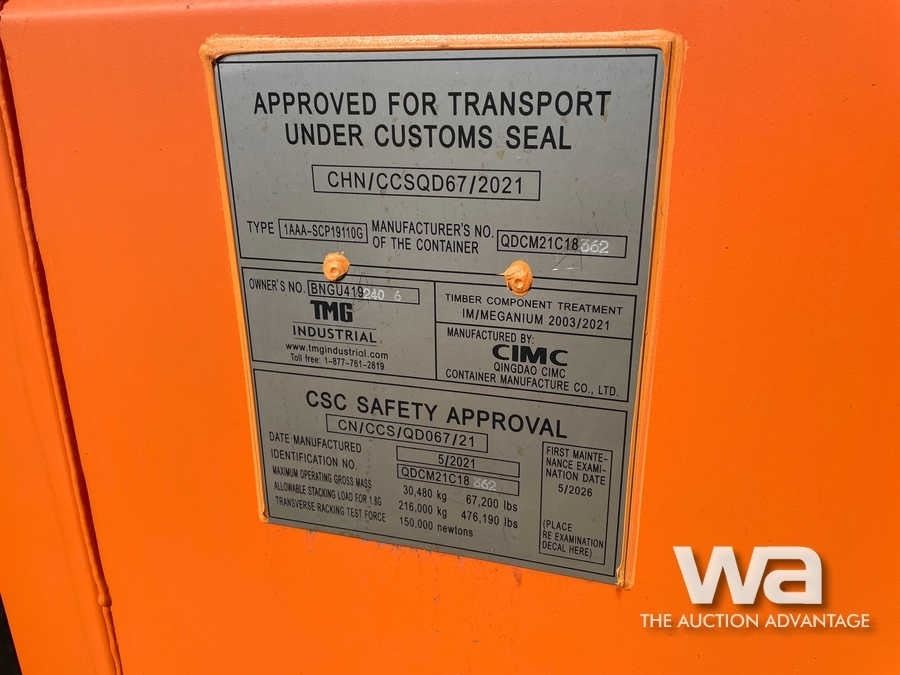 APPROVED FOR TRANSPORT
UNDER CUSTOMS SEAL
CHN/CCSQD67/2021
TYPE 1AAA-SCP19110G
MANUFACTURER'S NO.
OF THE CONTAINER
QDCM21C18362
OWNER'S NO. BNGU419240 6
TMG
INDUSTRIAL
www.tmgindustrial.com
Toll free: 1-877-761-2819
TIMBER COMPONENT TREATMENT
IM/MEGANIUM 2003/2021
MANUFACTURED BY:
CIMC
QINGDAO CIMC
CONTAINER MANUFACTURE CO., LTD.
CSC SAFETY APPROVAL
CN/CCS/QD067/21
DATE MANUFACTURED 5/2021
IDENTIFICATION NO. QDCM21C18362
MAXIMUM OPERATING GROSS MASS 30,480 kg 67,200 lbs
ALLOWABLE STACKING LOAD FOR 1.8G 216,000 kg 476,190 lbs
TRANSVERSE RACKING TEST FORCE 150,000 newtons
FIRST MAINTE-
NANCE EXAMI-
NATION DATE
5/2026
(PLACE
RE EXAMINATION
DECAL HERE)
wa
THE AUCTION ADVANTAGE